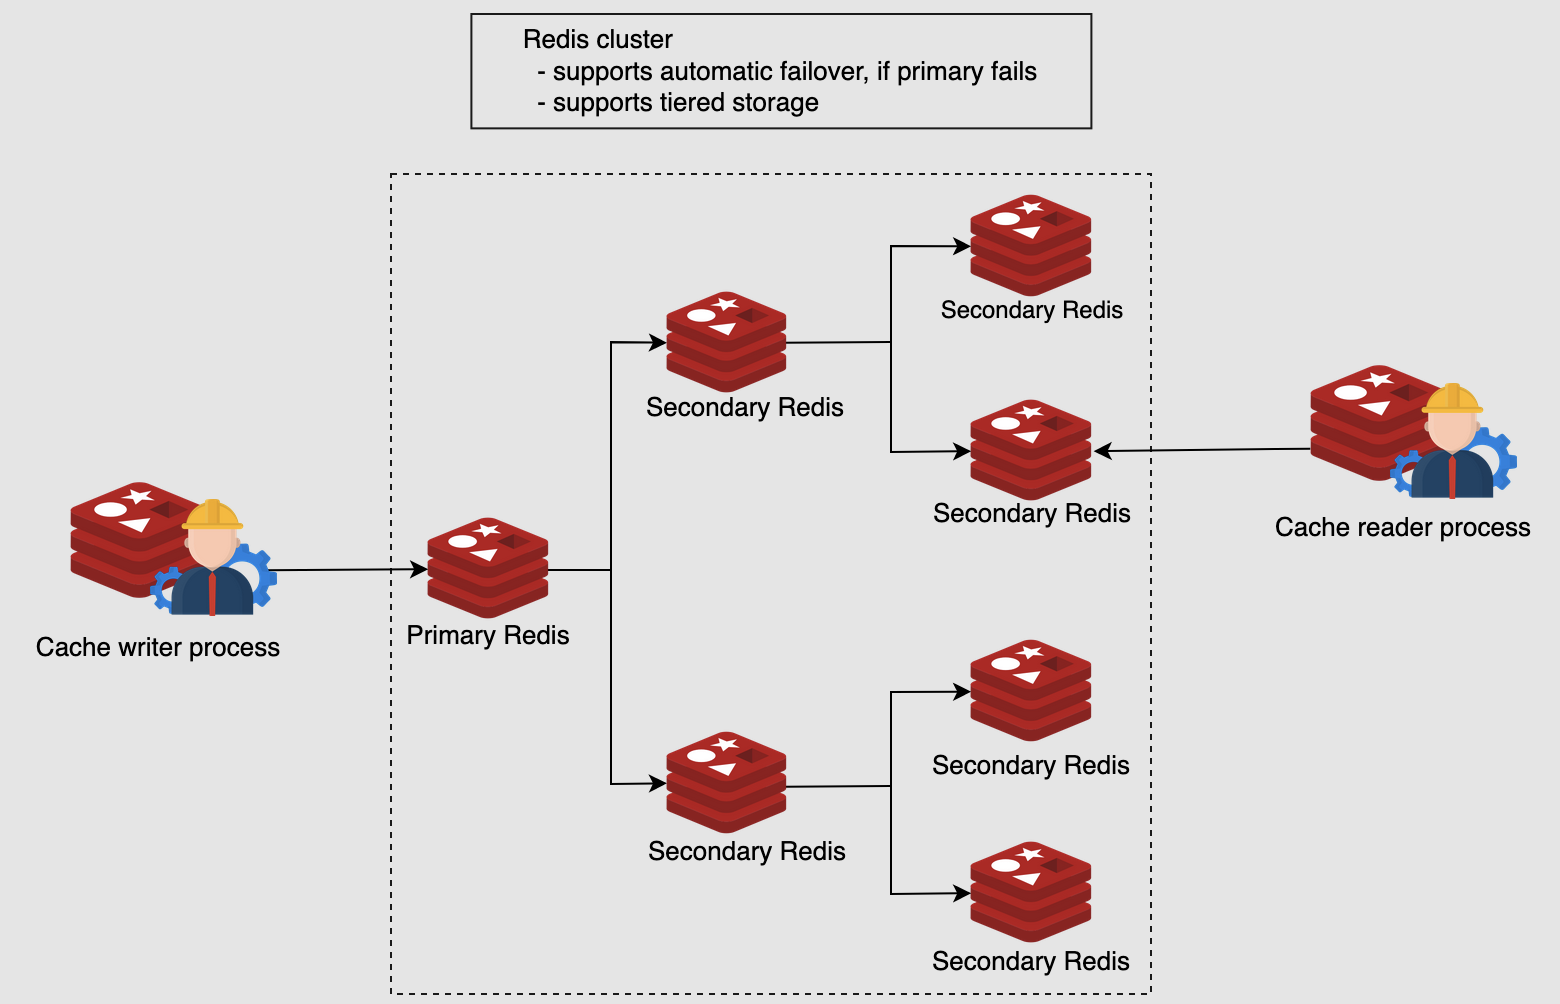 Redis cluster
- supports automatic failover, if primary fails
- supports tiered storage
Secondary Redis
Secondary Redis
Secondary Redis
Cache reader process
Primary Redis
Cache writer process
Secondary Redis
Secondary Redis
Secondary Redis